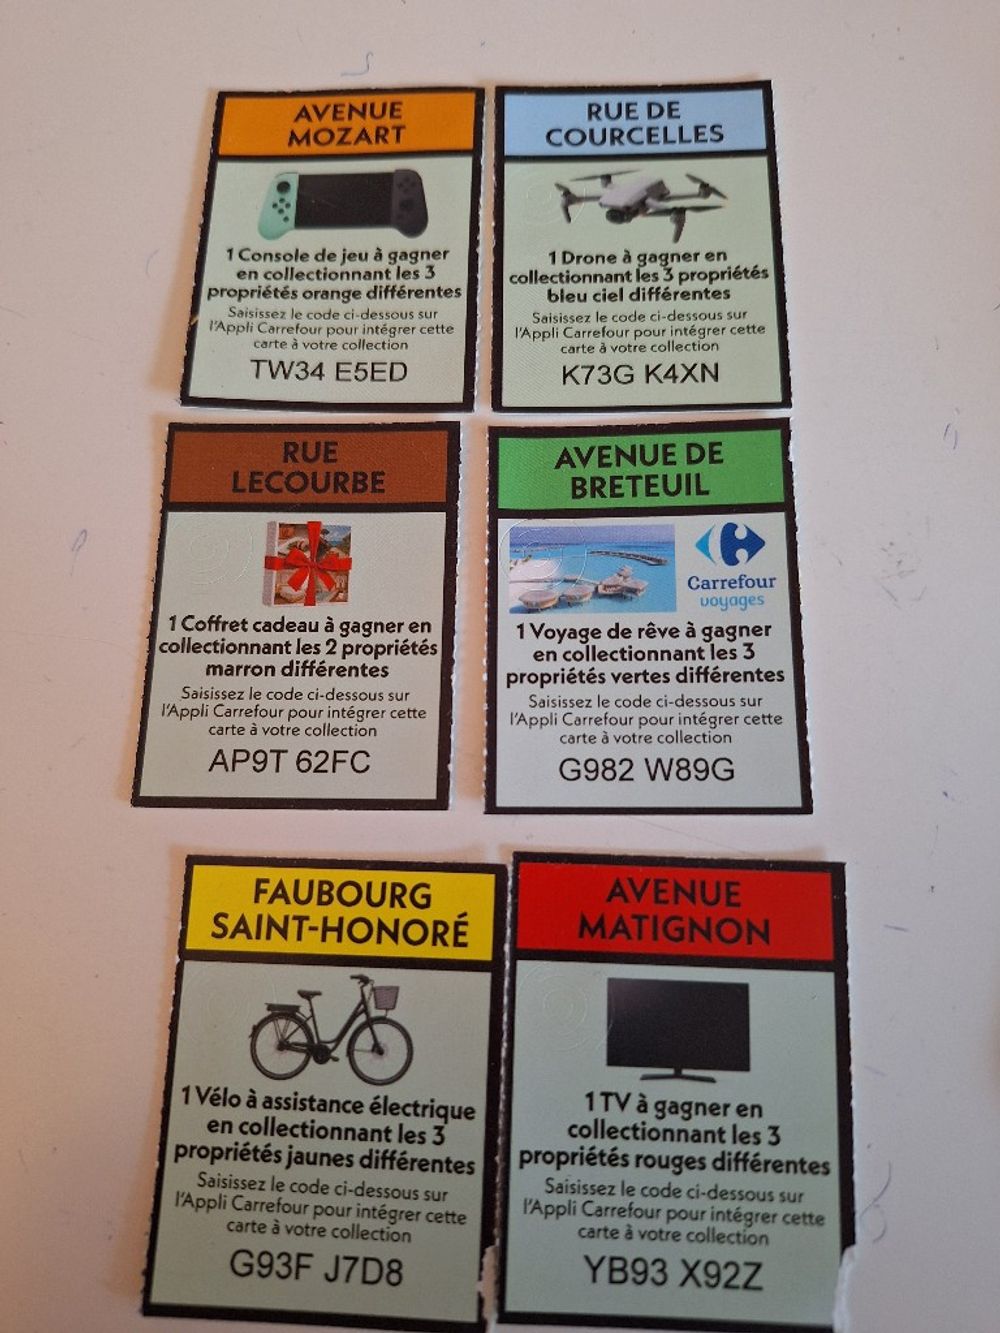 AVENUE
MOZART
1 Console de jeu à gagner
en collectionnant les 3
propriétés orange différentes
Saisissez le code ci-dessous sur
l'Appli Carrefour pour intégrer cette
carte à votre collection
TW34 E5ED
RUE DE
COURCELLES
1 Drone à gagner en
collectionnant les 3 propriétés
bleu ciel différentes
Saisissez le code ci-dessous sur
l'Appli Carrefour pour intégrer cette
carte à votre collection
K73G K4XN
RUE
LECOURBE
1 Coffret cadeau à gagner en
collectionnant les 2 propriétés
marron différentes
Saisissez le code ci-dessous sur
l'Appli Carrefour pour intégrer cette
carte à votre collection
AP9T 62FC
AVENUE DE
BRETEUIL
Carrefour
voyages
1 Voyage de rêve à gagner
en collectionnant les 3
propriétés vertes différentes
Saisissez le code ci-dessous sur
l'Appli Carrefour pour intégrer cette
carte à votre collection
G982 W89G
FAUBOURG
SAINT-HONORÉ
1 Vélo à assistance électrique
en collectionnant les 3
propriétés jaunes différentes
Saisissez le code ci-dessous sur
l'Appli Carrefour pour intégrer cette
carte à votre collection
G93F J7D8
AVENUE
MATIGNON
1 TV à gagner en
collectionnant les 3
propriétés rouges différentes
Saisissez le code ci-dessous sur
l'Appli Carrefour pour intégrer cette
carte à votre collection
YB93 X92Z